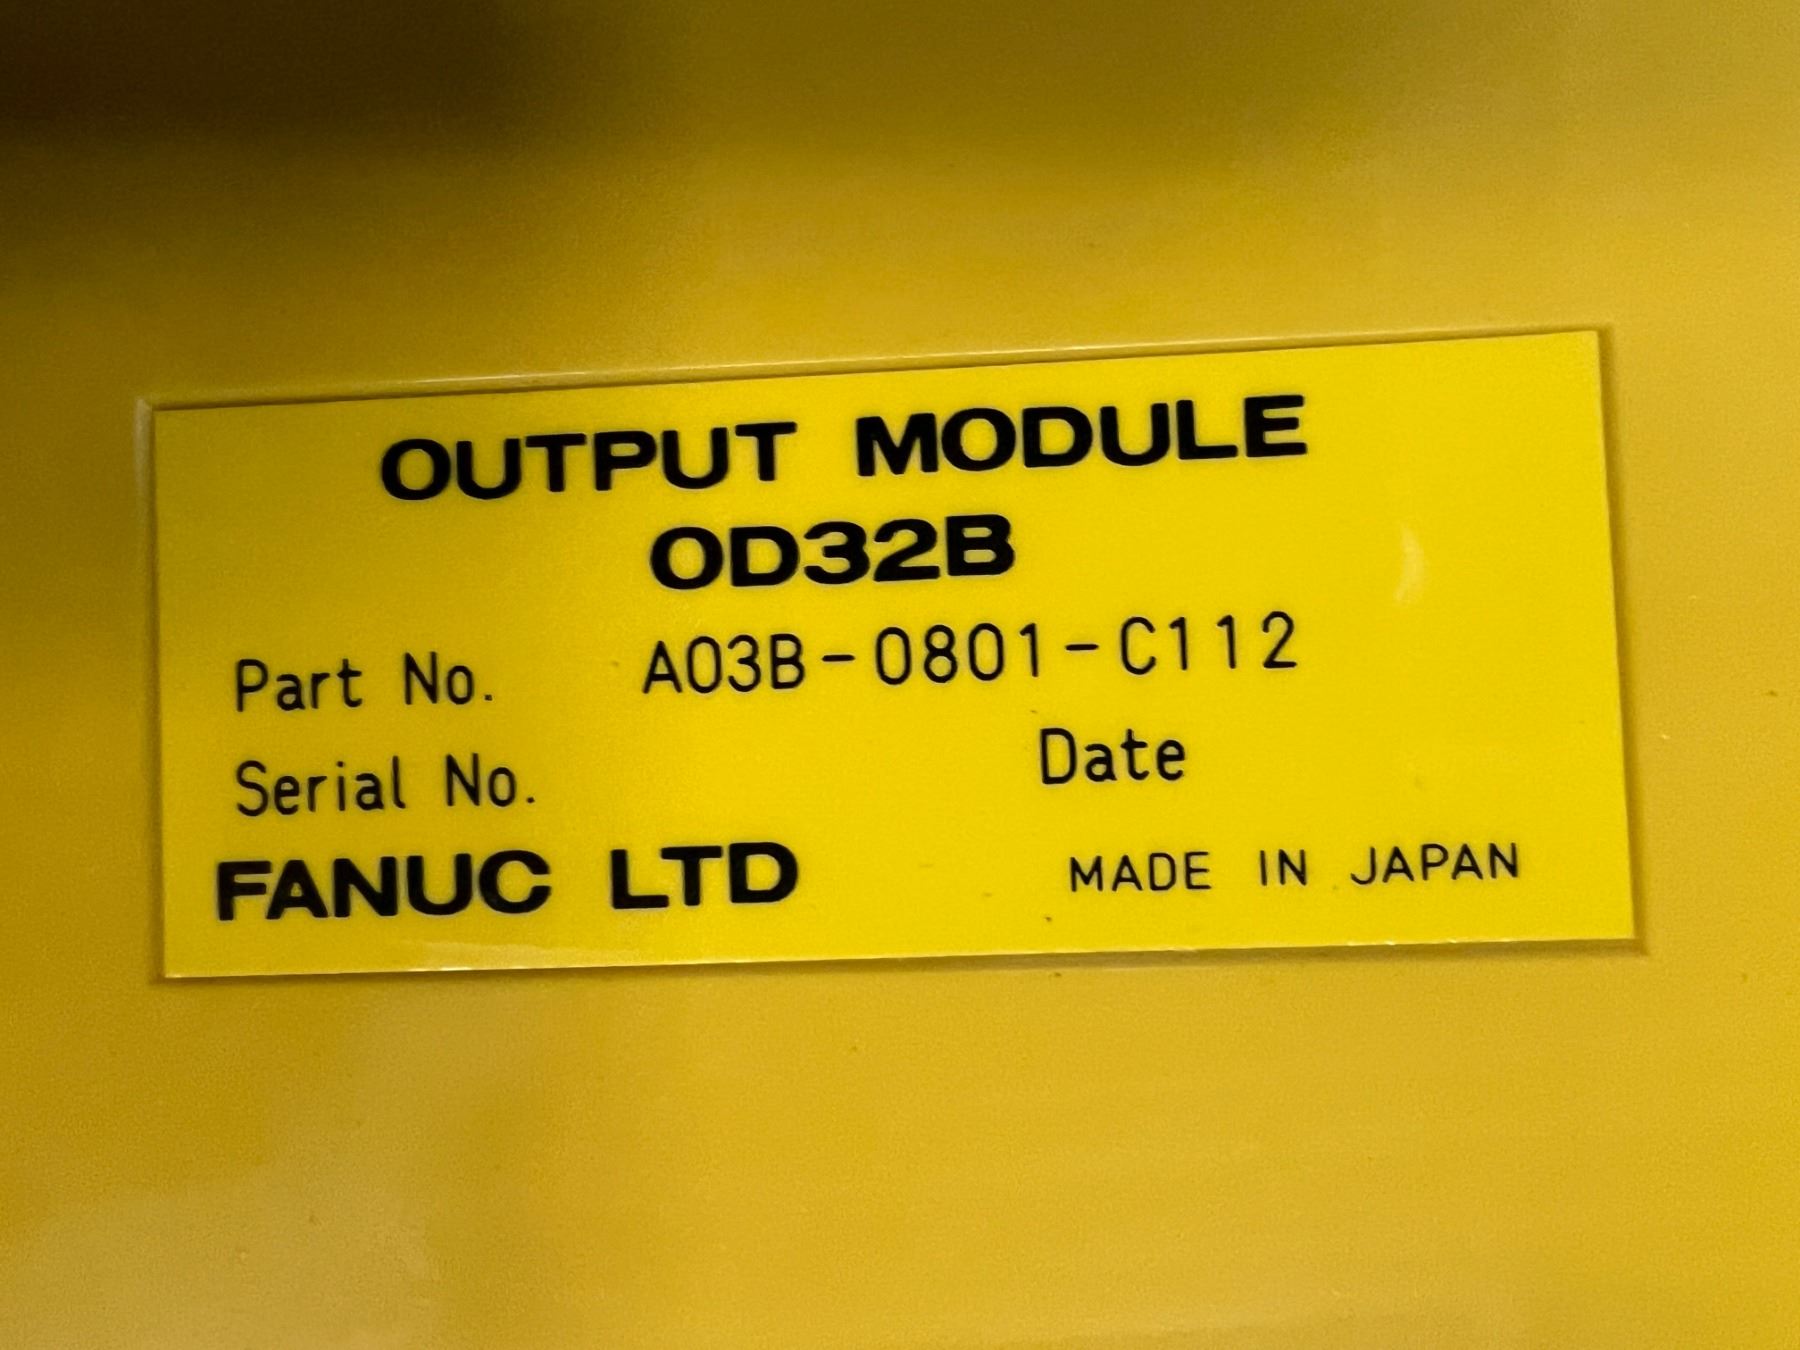 OUTPUT MODULE
OD32B
Part No. A03B-0801-C112
Serial No. Date
FANUC LTD MADE IN JAPAN